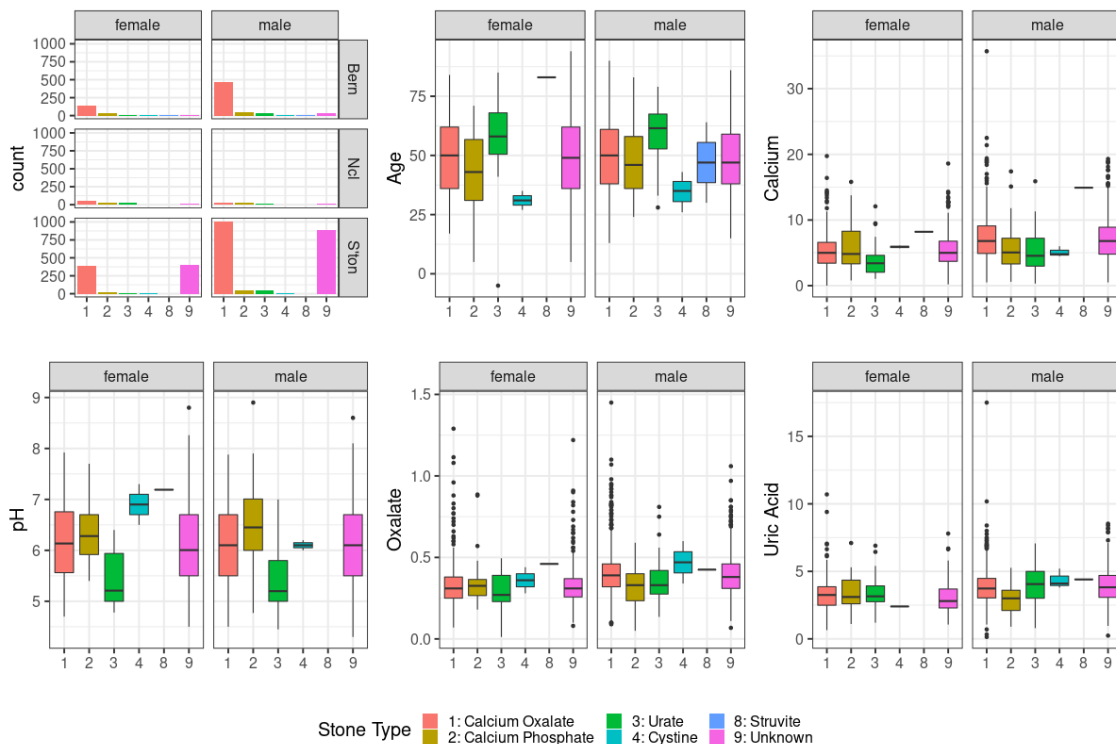 female male
1000
750
500
250
0
Bern
1000
750
500
250
0
Ncl
1000
750
500
250
0
S'ton
count
1 2 3 4 8 9 1 2 3 4 8 9
female male
75
50
25
0
Age
1 2 3 4 8 9 1 2 3 4 8 9
female male
30
20
10
0
Calcium
1 2 3 4 8 9 1 2 3 4 8 9
female male
9
8
7
6
5
pH
1 2 3 4 8 9 1 2 3 4 8 9
female male
1.5
1.0
0.5
0.0
Oxalate
1 2 3 4 8 9 1 2 3 4 8 9
female male
15
10
5
0
Uric Acid
1 2 3 4 8 9 1 2 3 4 8 9
Stone Type
1: Calcium Oxalate 3: Urate 8: Struvite
2: Calcium Phosphate 4: Cystine 9: Unknown